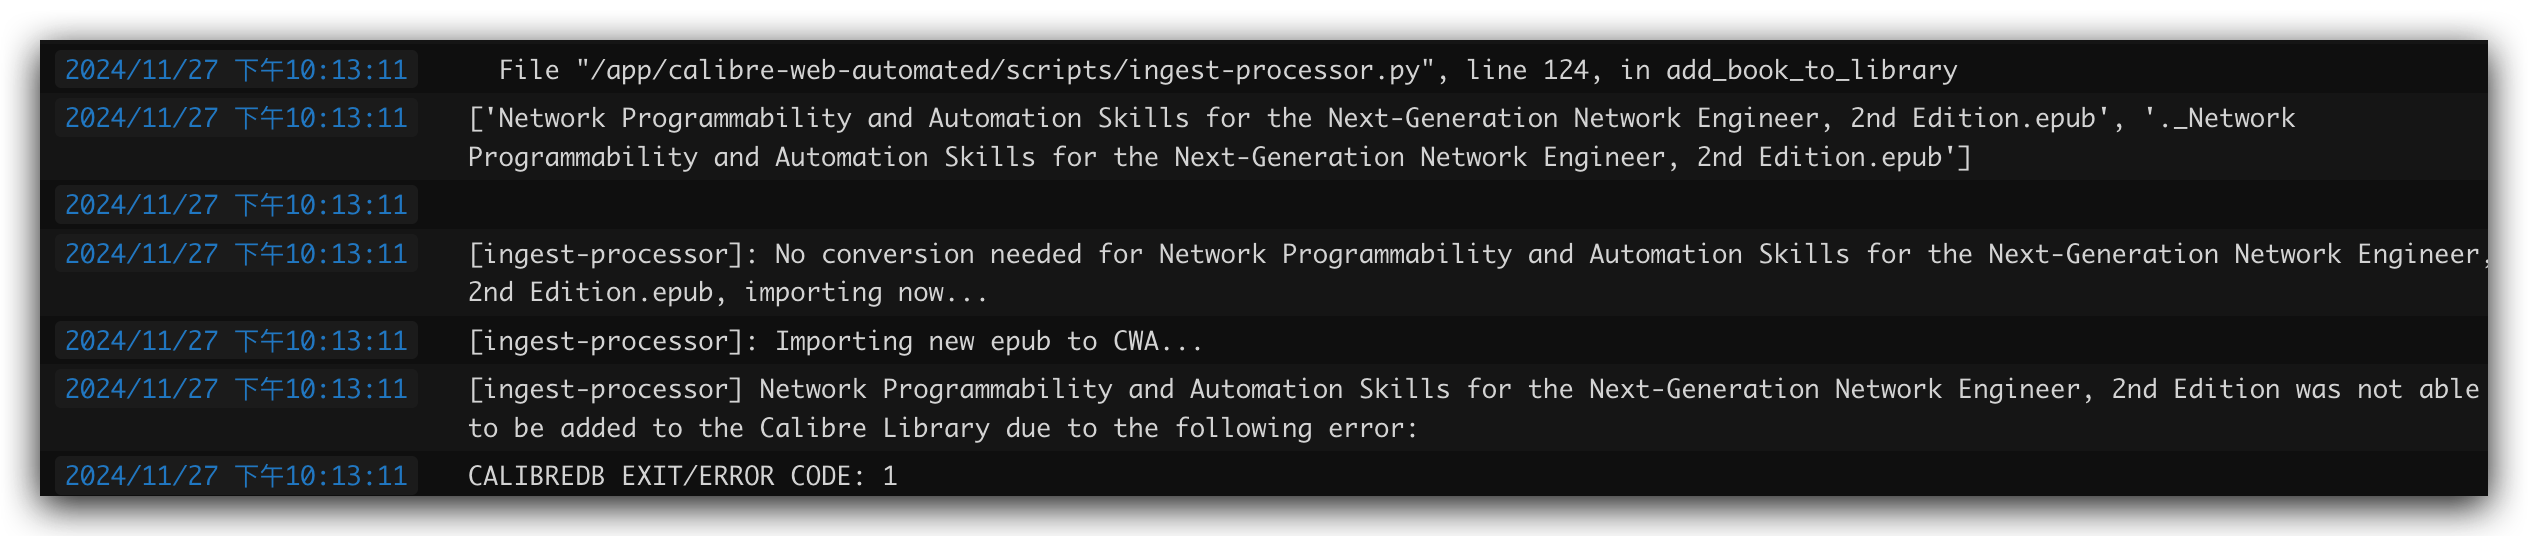 2024/11/27 下午10:13:11 File "/app/calibre-web-automated/scripts/ingest-processor.py", line 124, in add_book_to_library
2024/11/27 下午10:13:11 ['Network Programmability and Automation Skills for the Next-Generation Network Engineer, 2nd Edition.epub', '._Network
Programmability and Automation Skills for the Next-Generation Network Engineer, 2nd Edition.epub']
2024/11/27 下午10:13:11
2024/11/27 下午10:13:11 [ingest-processor]: No conversion needed for Network Programmability and Automation Skills for the Next-Generation Network Engineer,
2nd Edition.epub, importing now...
2024/11/27 下午10:13:11 [ingest-processor]: Importing new epub to CWA...
2024/11/27 下午10:13:11 [ingest-processor] Network Programmability and Automation Skills for the Next-Generation Network Engineer, 2nd Edition was not able
to be added to the Calibre Library due to the following error:
2024/11/27 下午10:13:11 CALIBREDB EXIT/ERROR CODE: 1